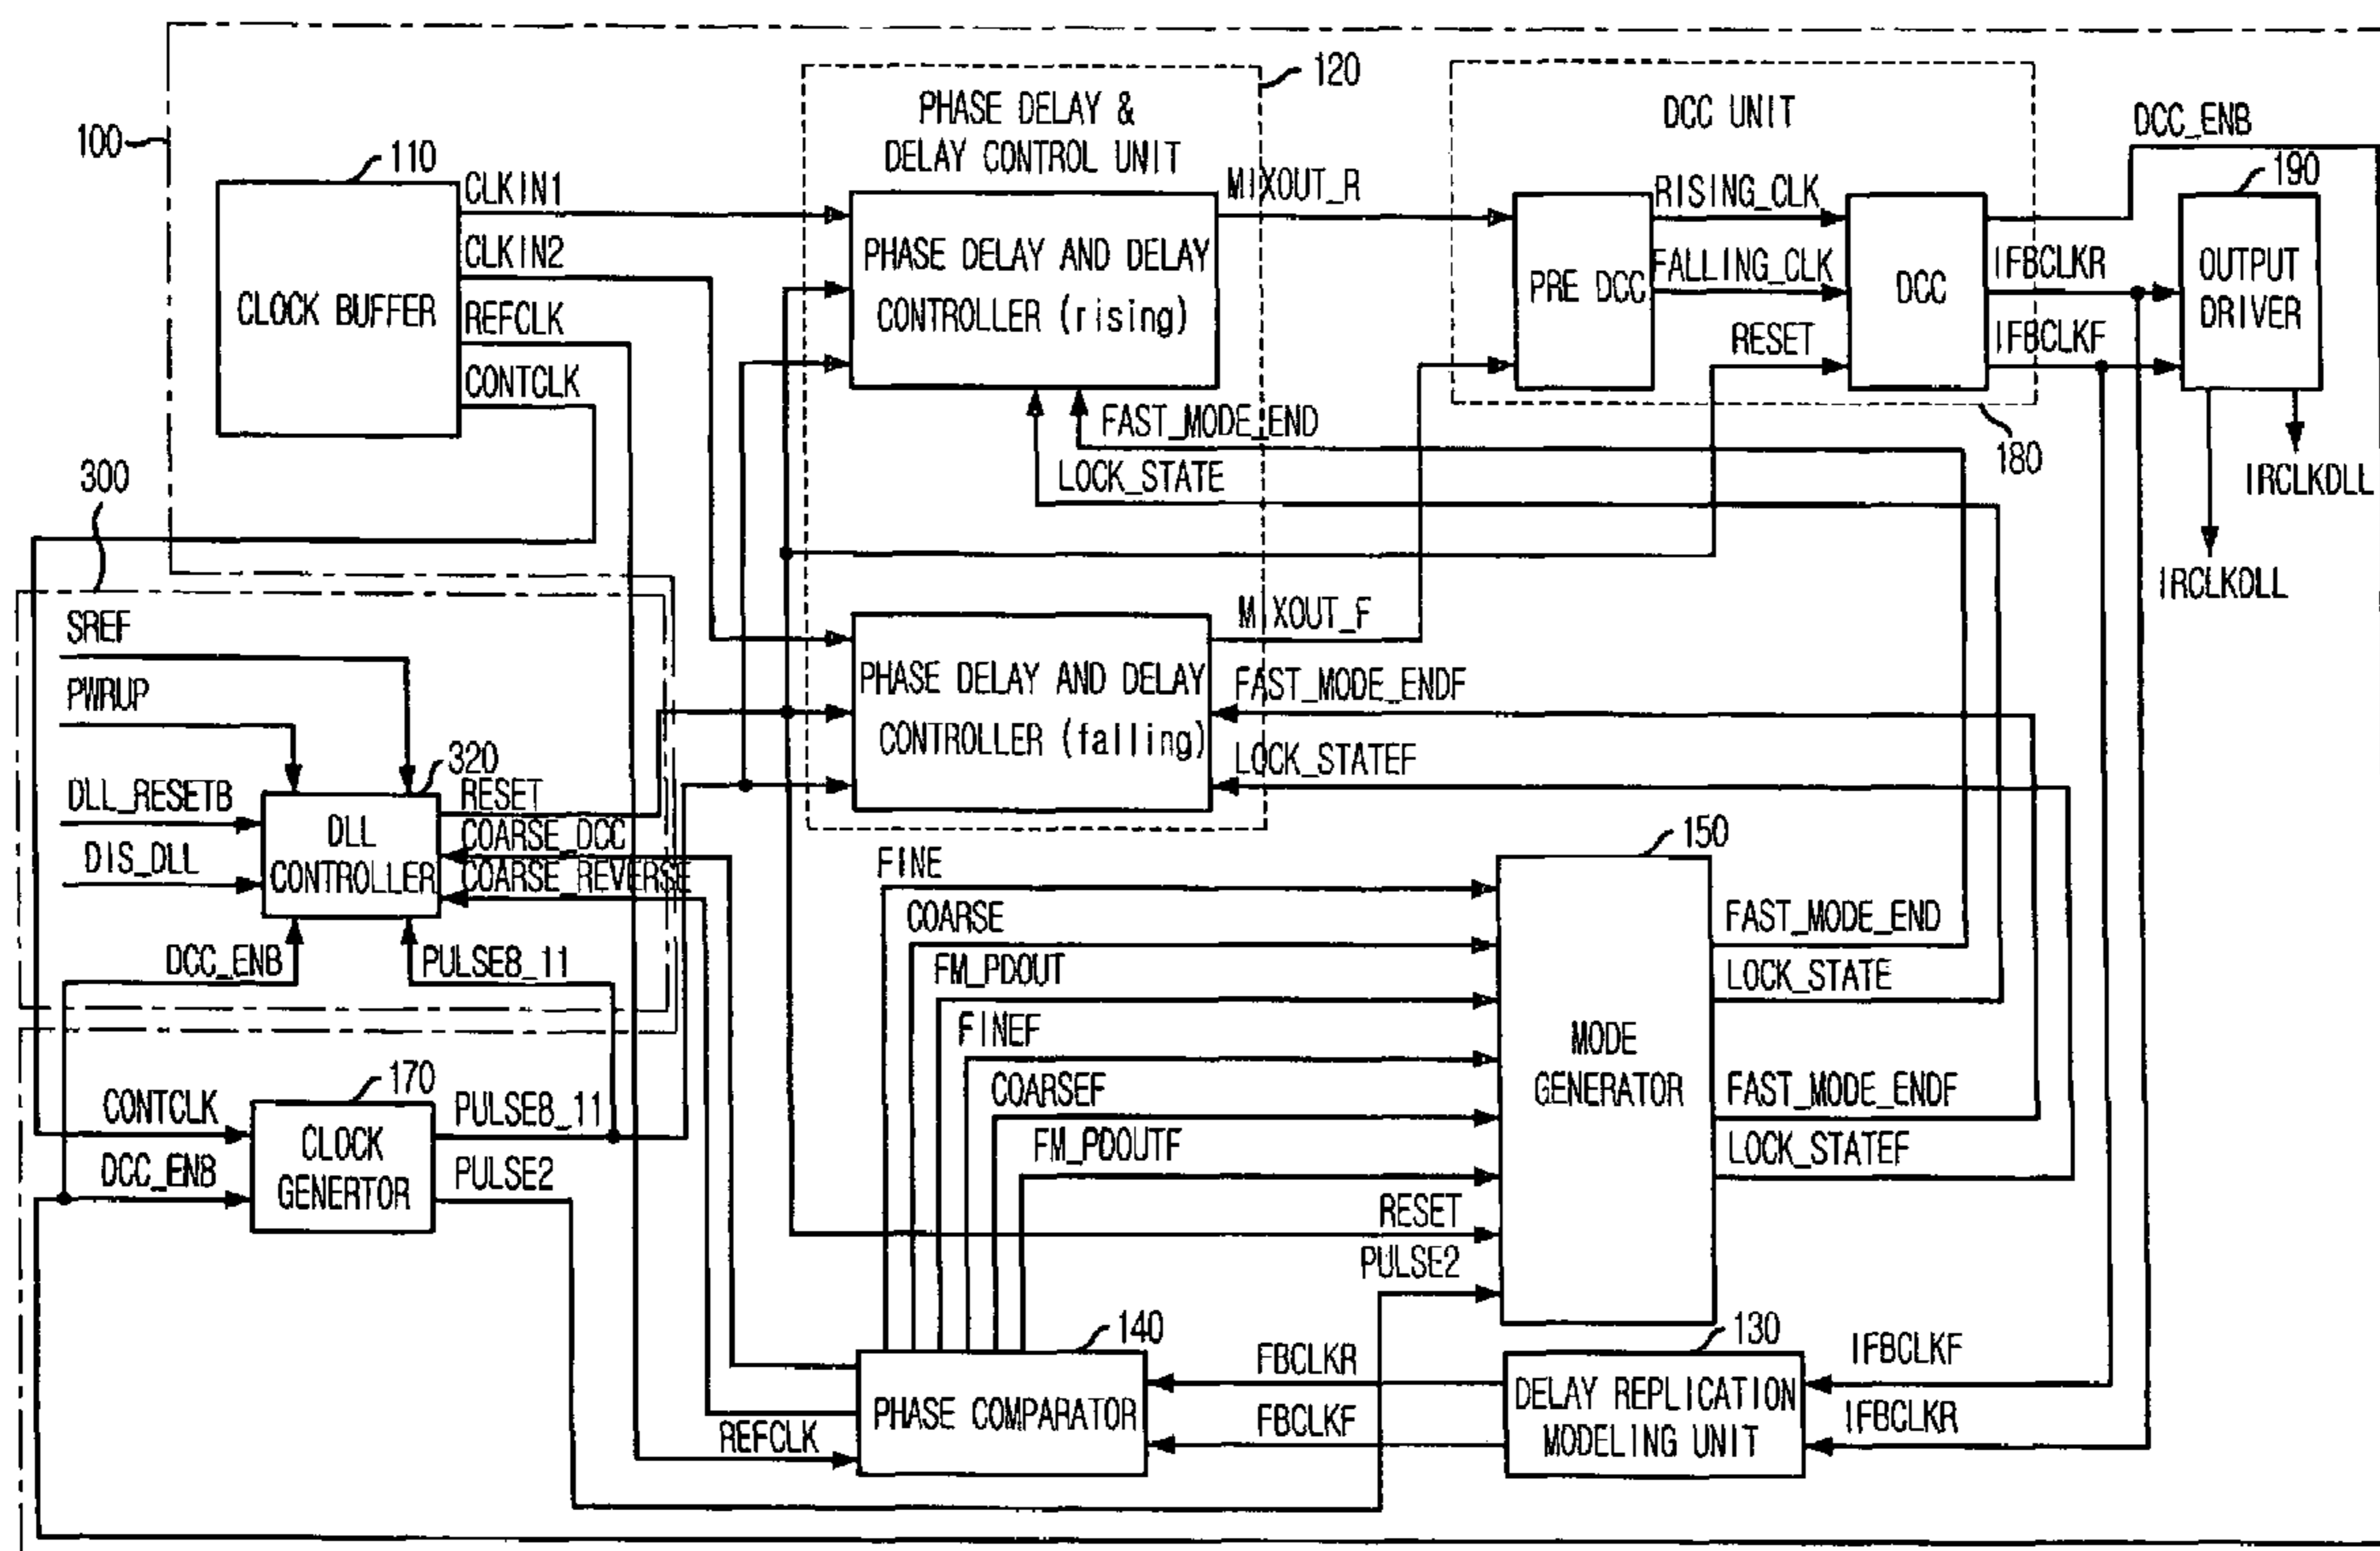 100
110
CLOCK BUFFER
CLKIN1
CLKIN2
REFCLK
CONTCLK
120
PHASE DELAY &
DELAY CONTROL UNIT
PHASE DELAY AND DELAY
CONTROLLER (rising)
MIXOUT_R
FAST_MODE_END
LOCK_STATE
DCC UNIT
PRE DCC
RISING_CLK
FALLING_CLK
RESET
DCC
180
DCC_ENB
IFBCLKR
IFBCLKF
190
OUTPUT
DRIVER
IRCLKDLL
IRCLKDLL
300
SREF
PWRUP
DLL_RESETB
DIS_DLL
320
DLL
CONTROLLER
RESET
COARSE_DCC
COARSE_REVERSE
DCC_ENB
PULSE8_11
PHASE DELAY AND DELAY
CONTROLLER (falling)
MIXOUT_F
FAST_MODE_ENDF
LOCK_STATEF
170
CONTCLK
DCC_ENB
CLOCK
GENERTOR
PULSE8_11
PULSE2
FINE
COARSE
FM_PDOUT
FINEF
COARSEF
FM_PDOUTF
RESET
PULSE2
150
MODE
GENERATOR
FAST_MODE_END
LOCK_STATE
FAST_MODE_ENDF
LOCK_STATEF
140
PHASE COMPARATOR
REFCLK
FBCLKR
FBCLKF
130
DELAY REPLICATION
MODELING UNIT
IFBCLKF
IFBCLKR